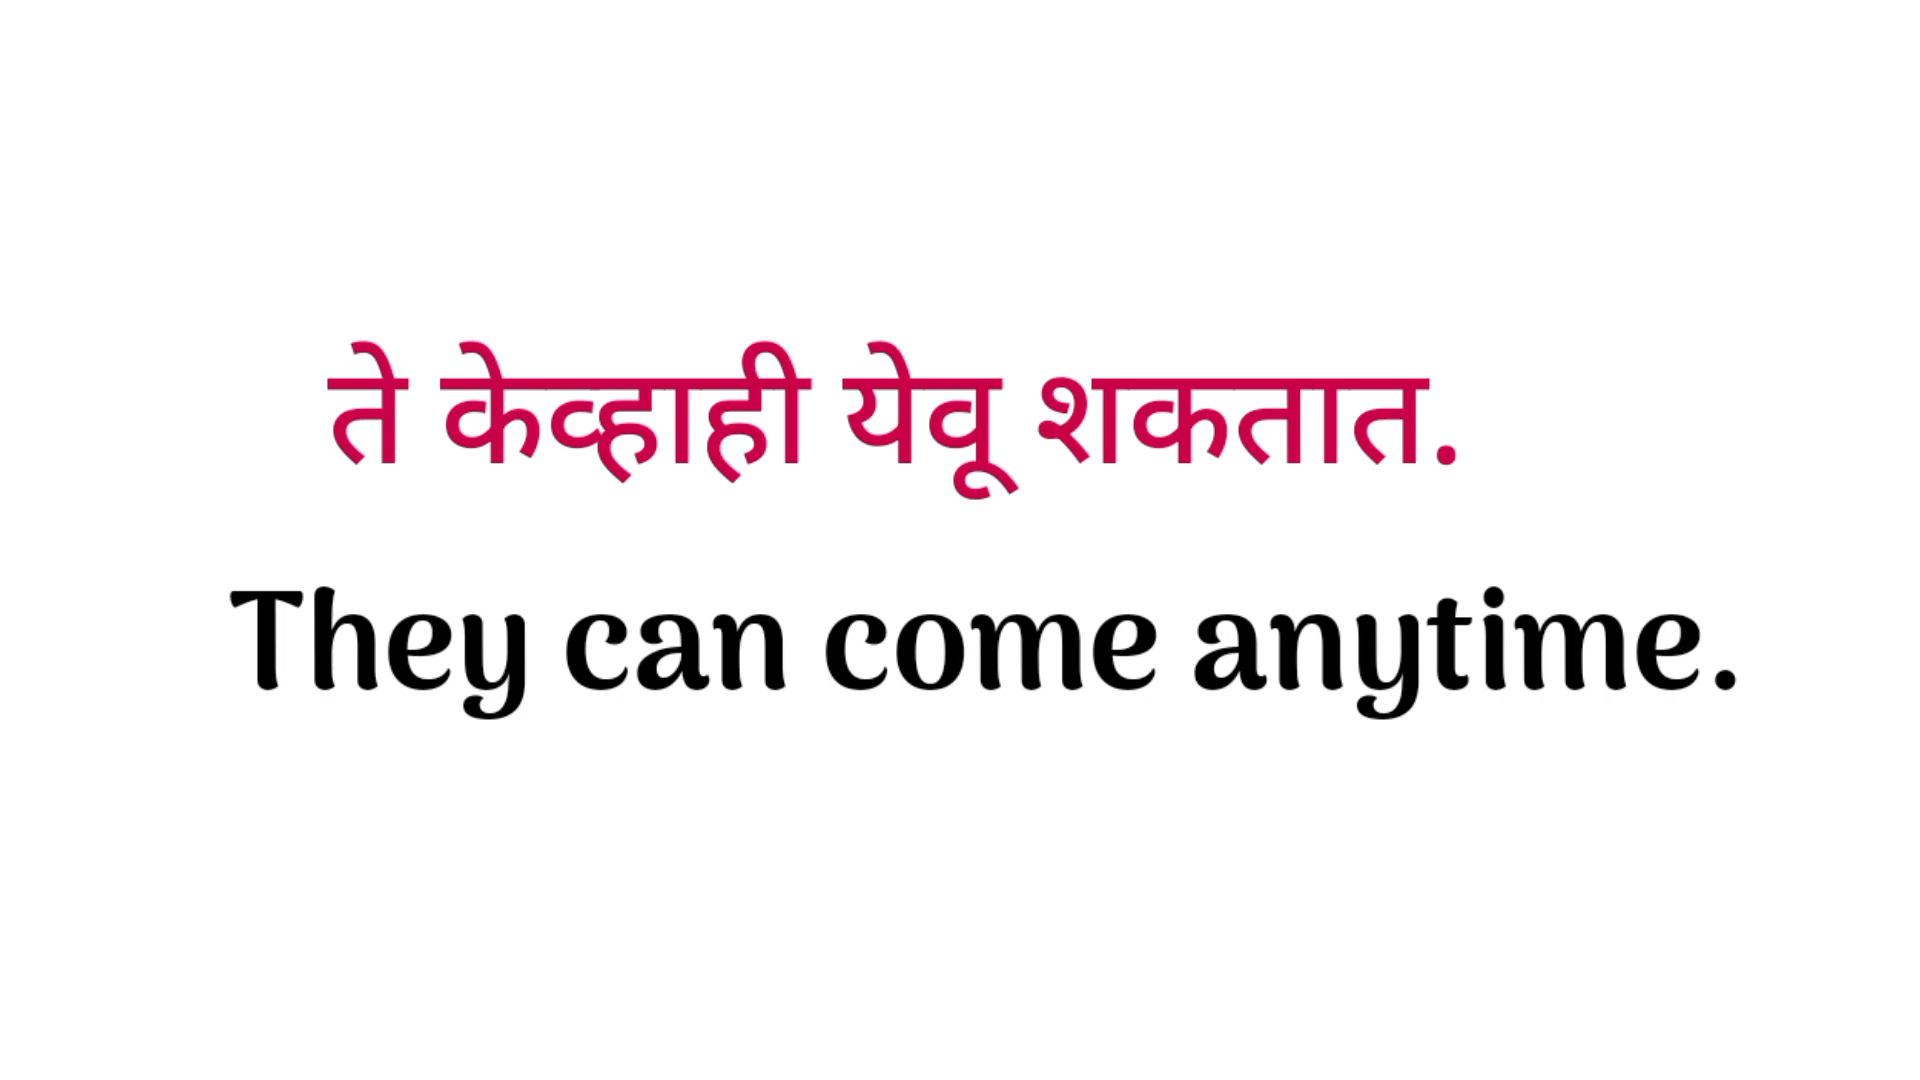 ते केव्हाही येवू शकतात.
They can come anytime.